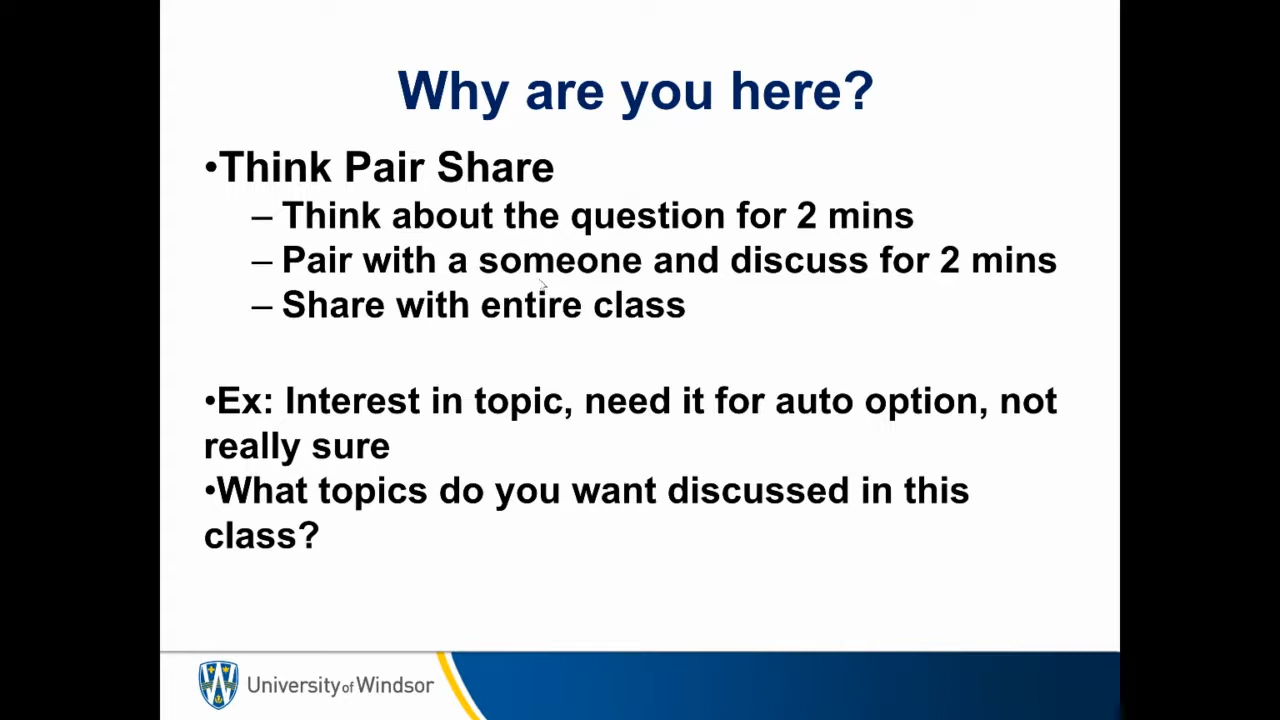 Why are you here?
•Think Pair Share
– Think about the question for 2 mins
– Pair with a someone and discuss for 2 mins
– Share with entire class
•Ex: Interest in topic, need it for auto option, not
really sure
•What topics do you want discussed in this
class?
University of Windsor